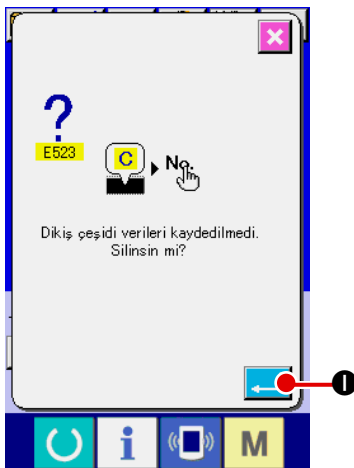 E523
C
No.
Dikiş çeşidi verileri kaydedilmedi.
Silinsin mi?
I
i
M